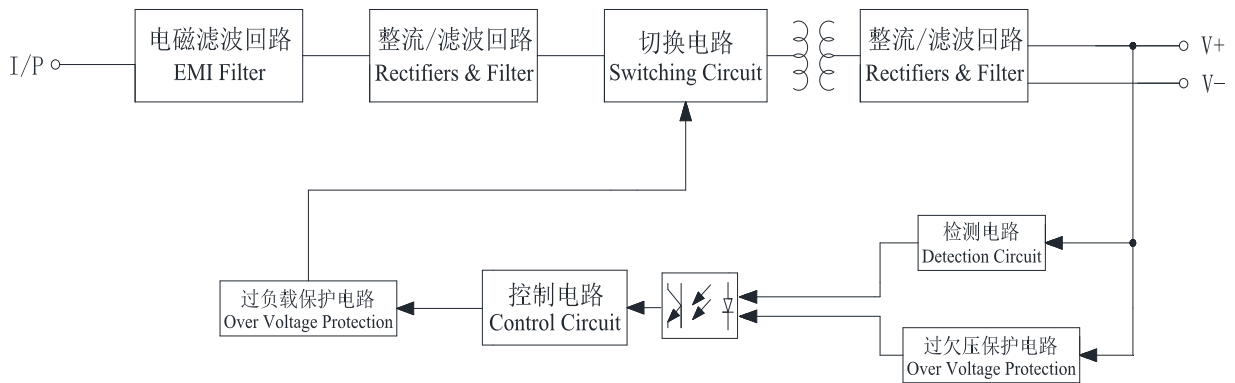 I/P
电磁滤波回路
EMI Filter
整流/滤波回路
Rectifiers & Filter
切换电路
Switching Circuit
整流/滤波回路
Rectifiers & Filter
V+
V-
检测电路
Detection Circuit
过负载保护电路
Over Voltage Protection
控制电路
Control Circuit
过欠压保护电路
Over Voltage Protection